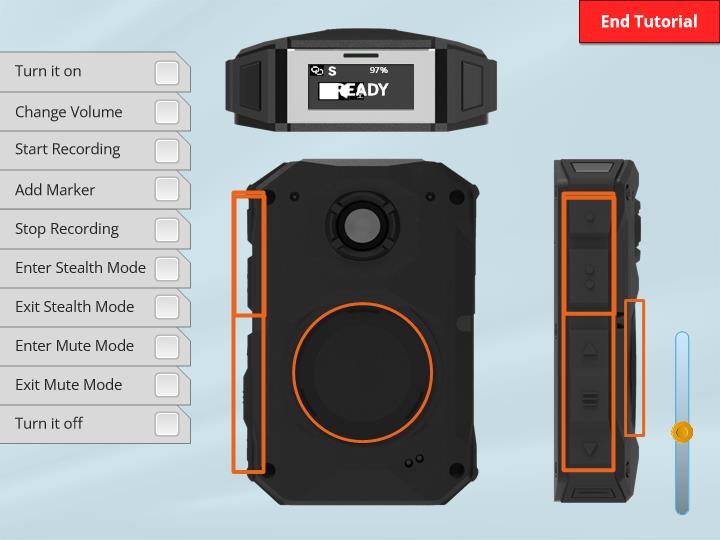 End Tutorial
Turn it on
Change Volume
Start Recording
Add Marker
Stop Recording
Enter Stealth Mode
Exit Stealth Mode
Enter Mute Mode
Exit Mute Mode
Turn it off
S 97%
READY